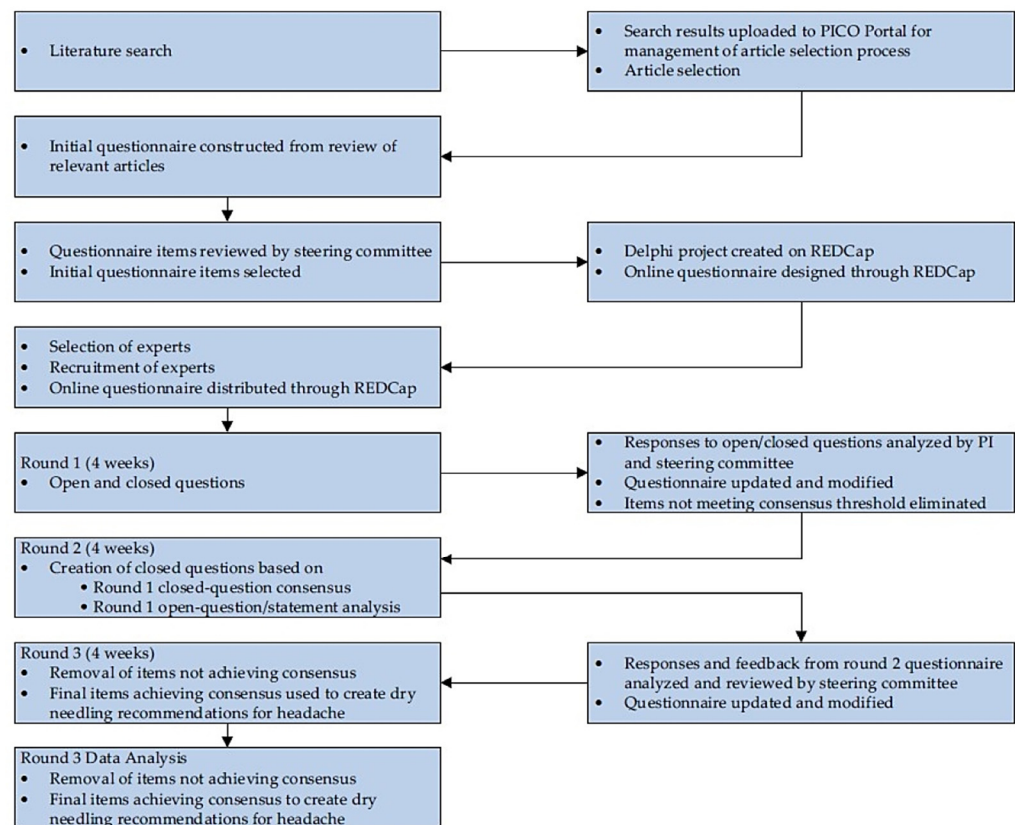 • Literature search
• Search results uploaded to PICO Portal for
management of article selection process
• Article selection
• Initial questionnaire constructed from review of
relevant articles
• Questionnaire items reviewed by steering committee
• Initial questionnaire items selected
• Delphi project created on REDCap
• Online questionnaire designed through REDCap
• Selection of experts
• Recruitment of experts
• Online questionnaire distributed through REDCap
Round 1 (4 weeks)
• Open and closed questions
• Responses to open/closed questions analyzed by PI
and steering committee
• Questionnaire updated and modified
• Items not meeting consensus threshold eliminated
Round 2 (4 weeks)
• Creation of closed questions based on
• Round 1 closed-question consensus
• Round 1 open-question/statement analysis
• Responses and feedback from round 2 questionnaire
analyzed and reviewed by steering committee
• Questionnaire updated and modified
Round 3 (4 weeks)
• Removal of items not achieving consensus
• Final items achieving consensus used to create dry
needling recommendations for headache
Round 3 Data Analysis
• Removal of items not achieving consensus
• Final items achieving consensus to create dry
needling recommendations for headache